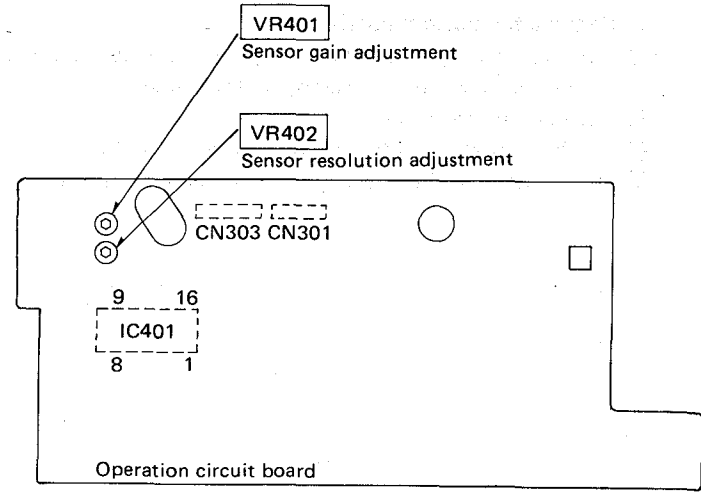 VR401
Sensor gain adjustment
VR402
Sensor resolution adjustment
CN303 CN301
9 16
IC401
8 1
Operation circuit board